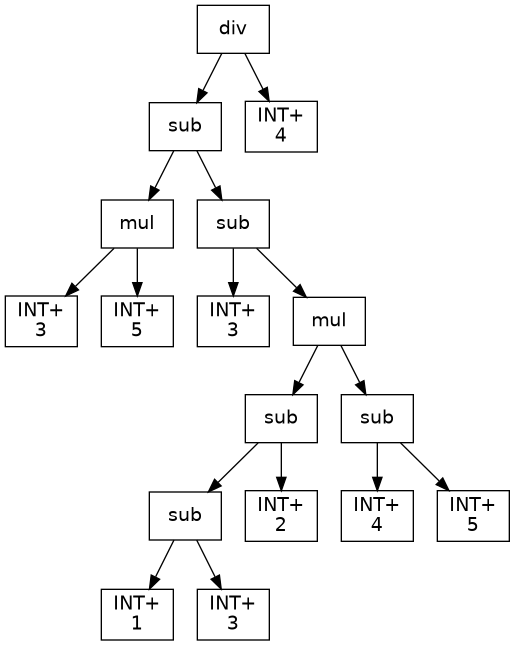 div
sub
INT+
4
mul
sub
INT+
3
INT+
5
INT+
3
mul
sub
sub
sub
INT+
2
INT+
4
INT+
5
INT+
1
INT+
3